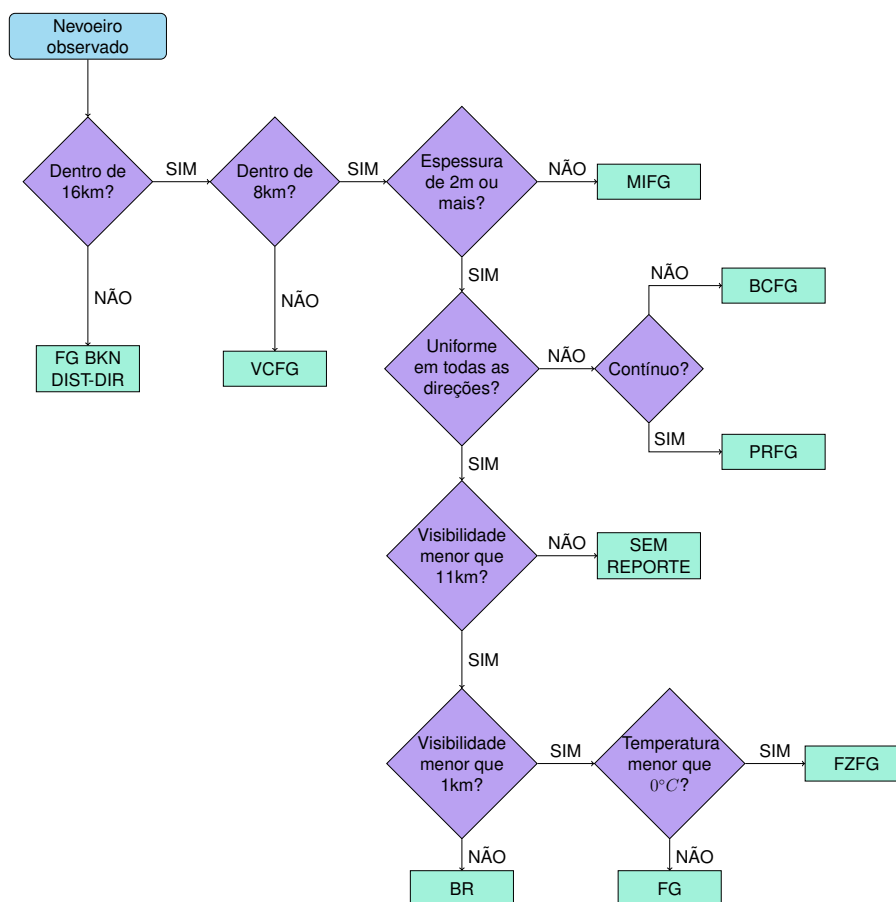 Nevoeiro
observado
Dentro de
16km?
SIM
Dentro de
8km?
SIM
Espessura
de 2m ou
mais?
NÃO
MIFG
NÃO
FG BKN
DIST-DIR
NÃO
VCFG
SIM
Uniforme
em todas as
direções?
NÃO
Contínuo?
NÃO
BCFG
SIM
PRFG
SIM
Visibilidade
menor que
11km?
NÃO
SEM
REPORTE
SIM
Visibilidade
menor que
1km?
SIM
Temperatura
menor que
0°C?
SIM
FZFG
NÃO
BR
NÃO
FG